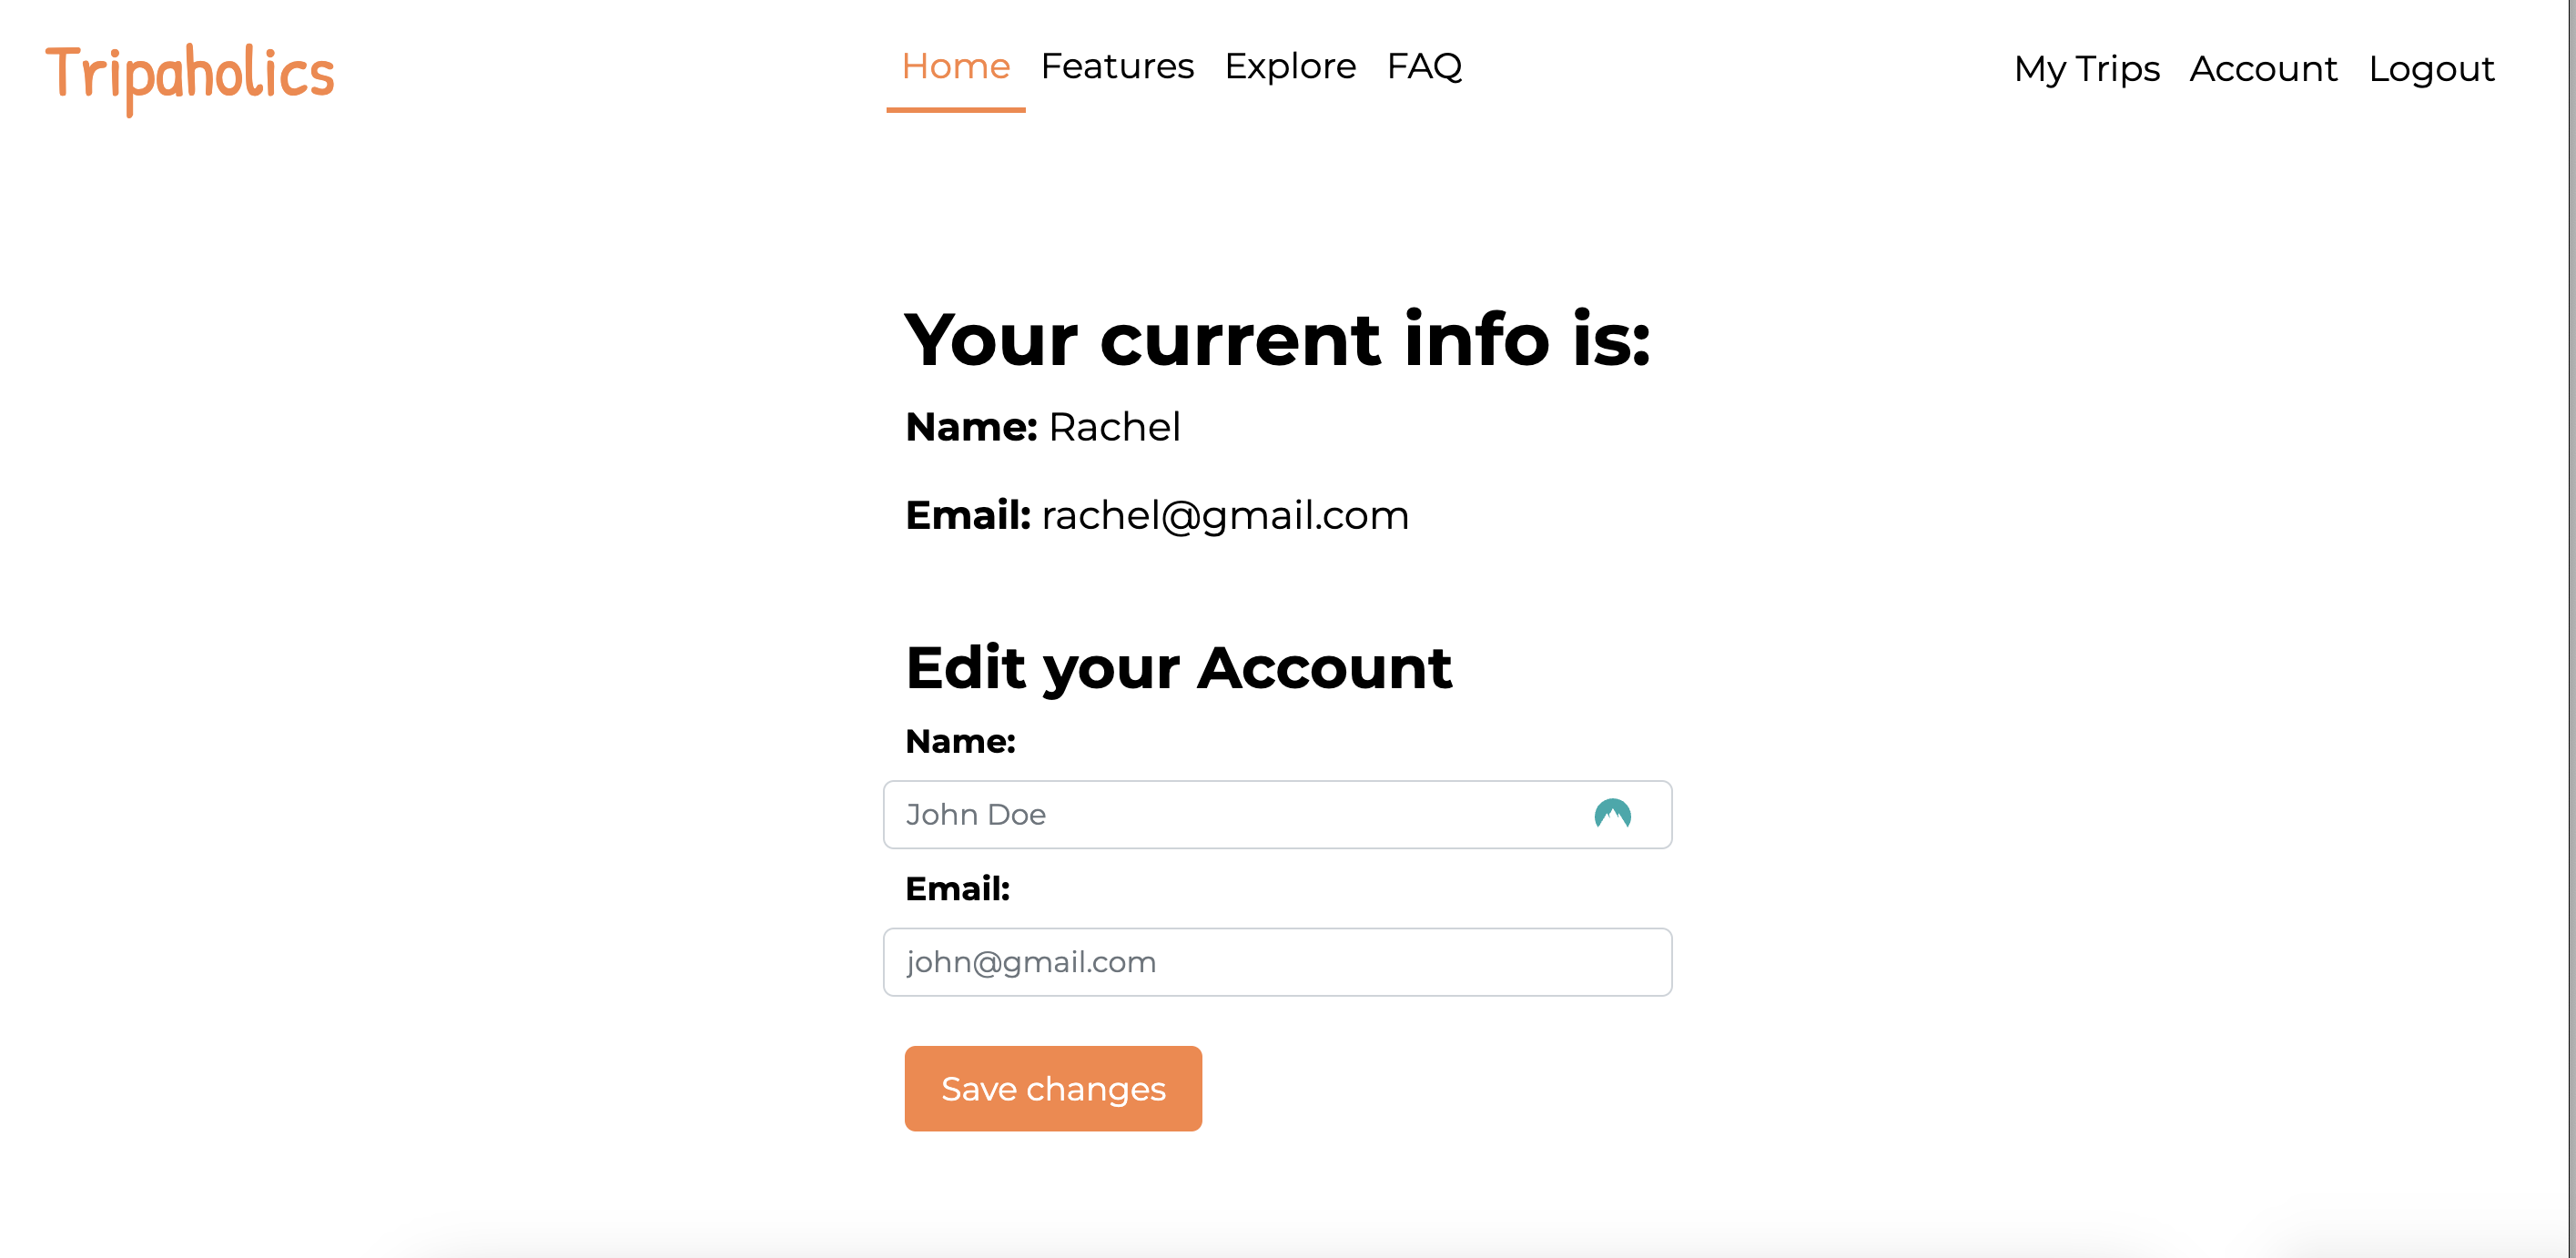 Tripaholics
Home Features Explore FAQ
My Trips Account Logout
Your current info is:
Name: Rachel
Email: rachel@gmail.com
Edit your Account
Name:
John Doe
Email:
john@gmail.com
Save changes